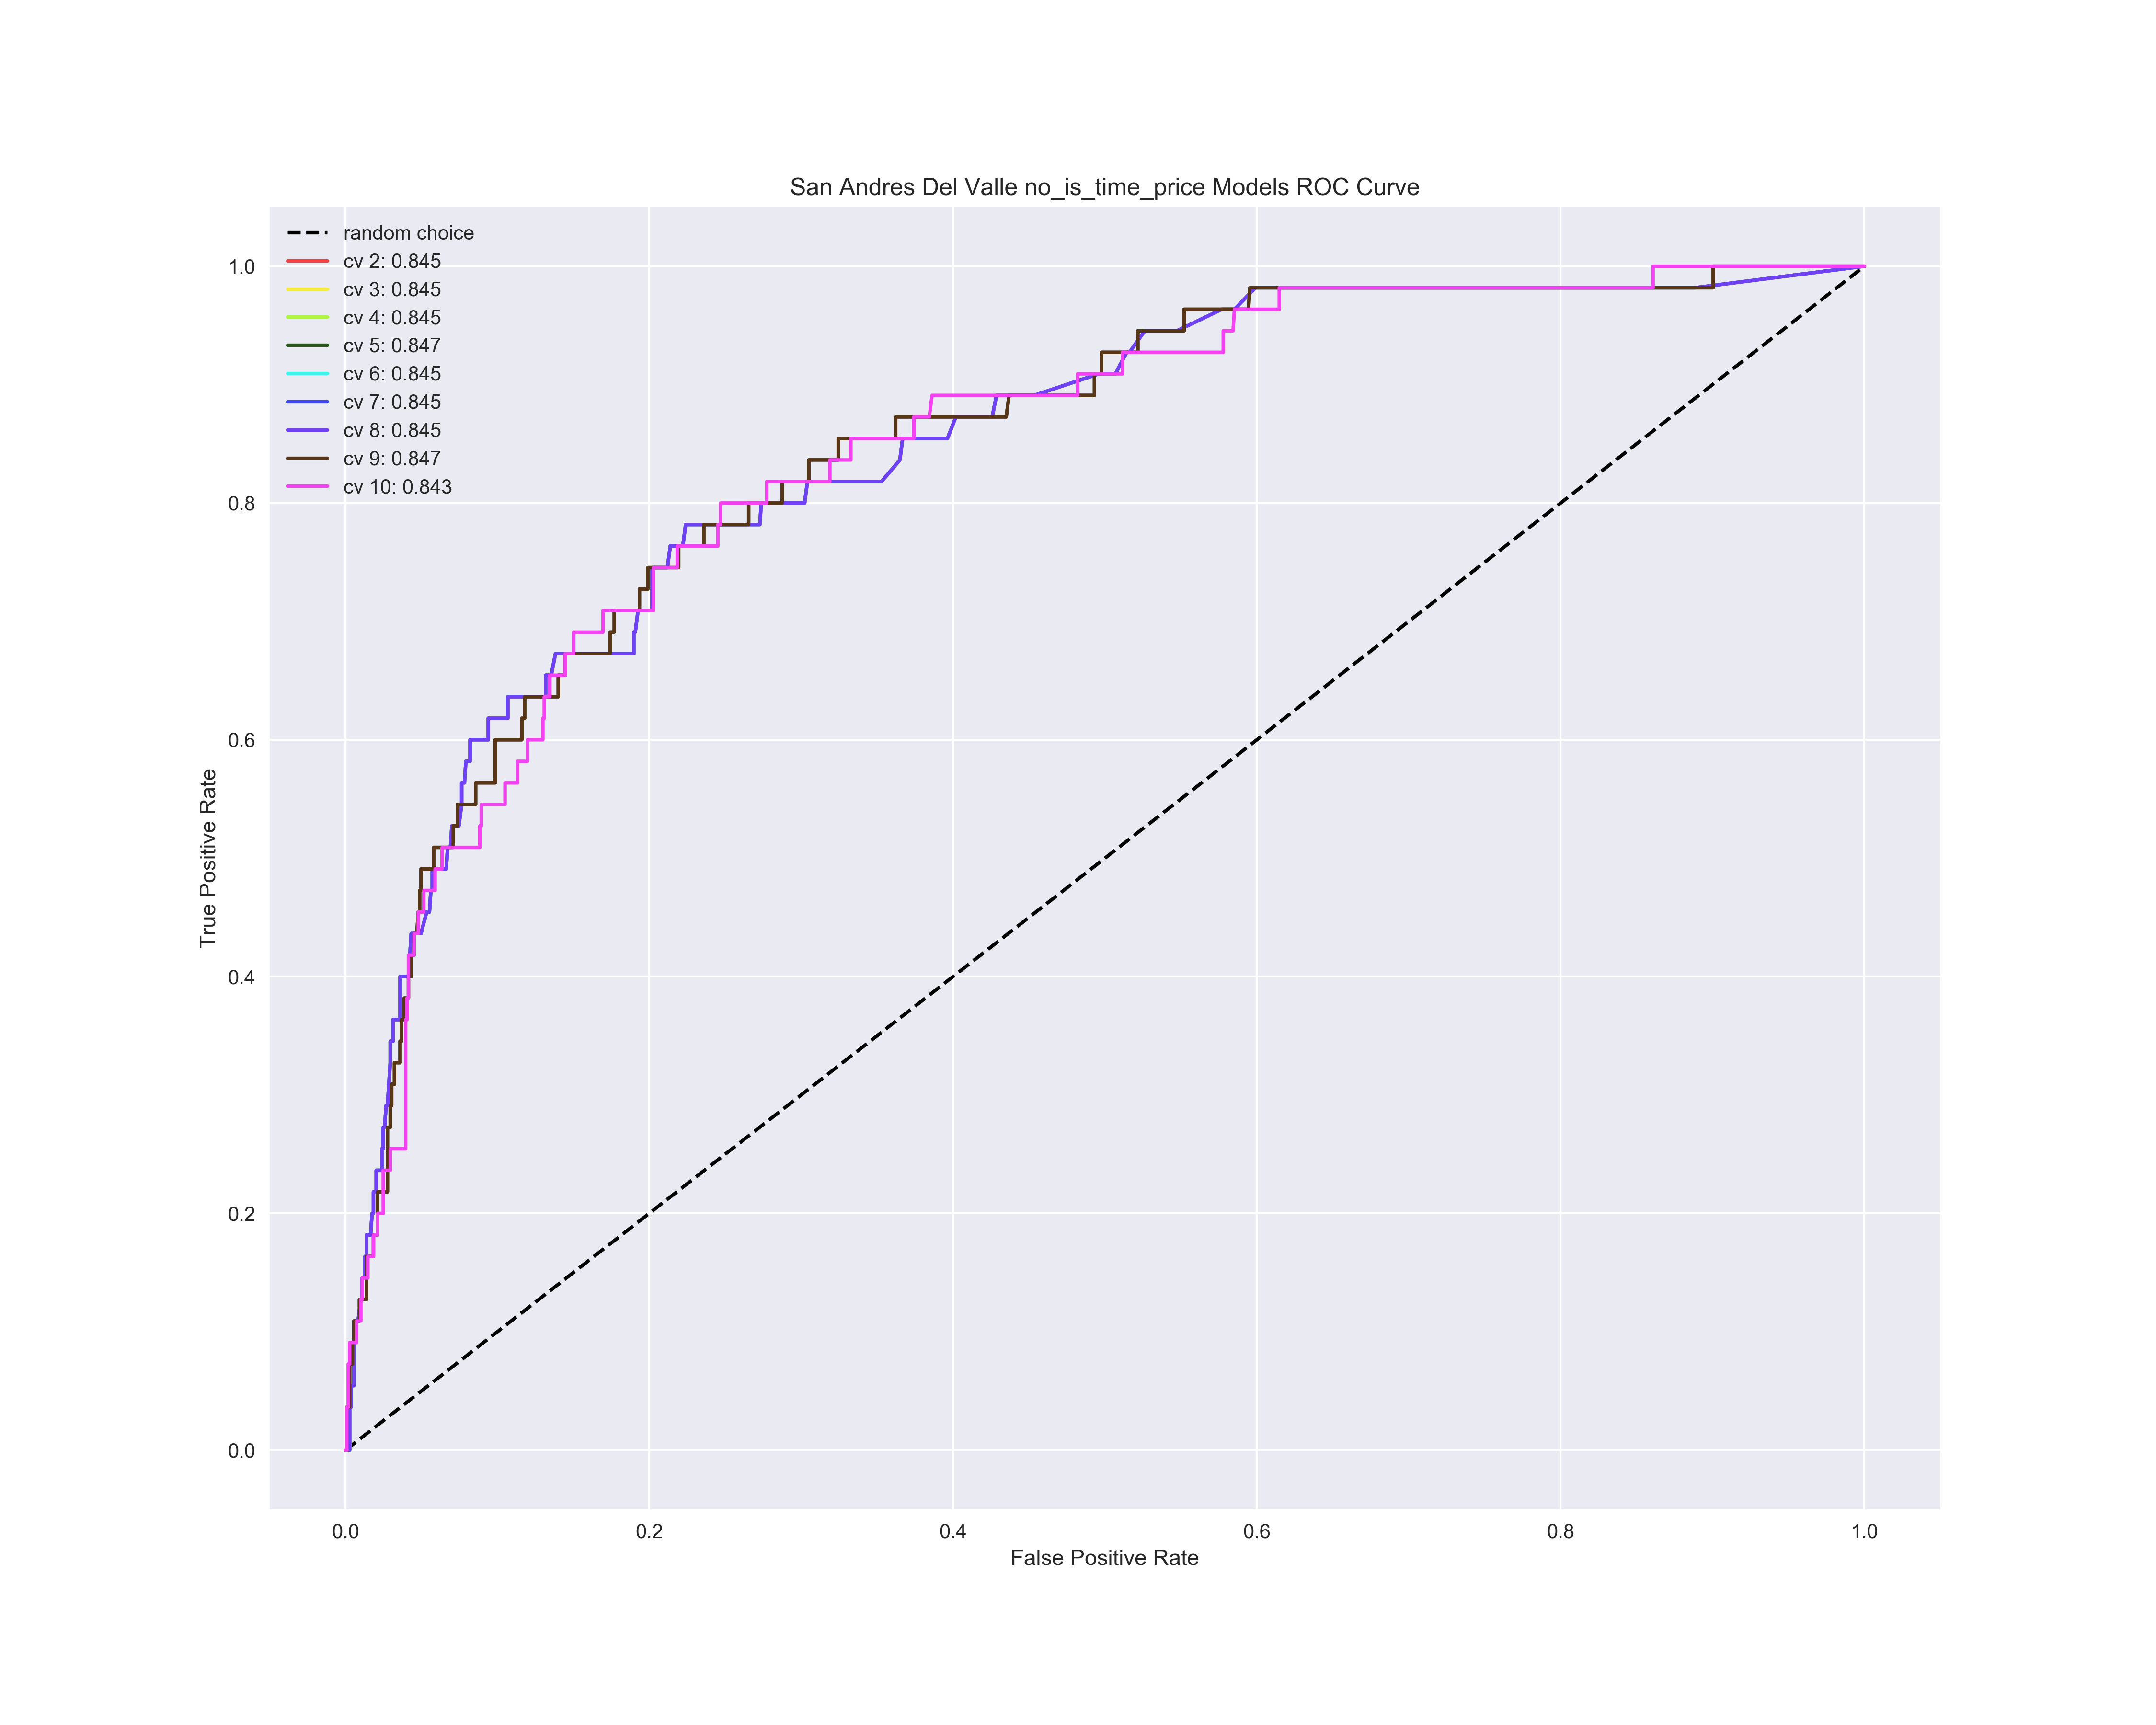 San Andres Del Valle no_is_time_price Models ROC Curve
random choice
cv 2: 0.845
cv 3: 0.845
cv 4: 0.845
cv 5: 0.847
cv 6: 0.845
cv 7: 0.845
cv 8: 0.845
cv 9: 0.847
cv 10: 0.843
1.0
0.8
0.6
0.4
0.2
0.0
True Positive Rate
0.0 0.2 0.4 0.6 0.8 1.0
False Positive Rate